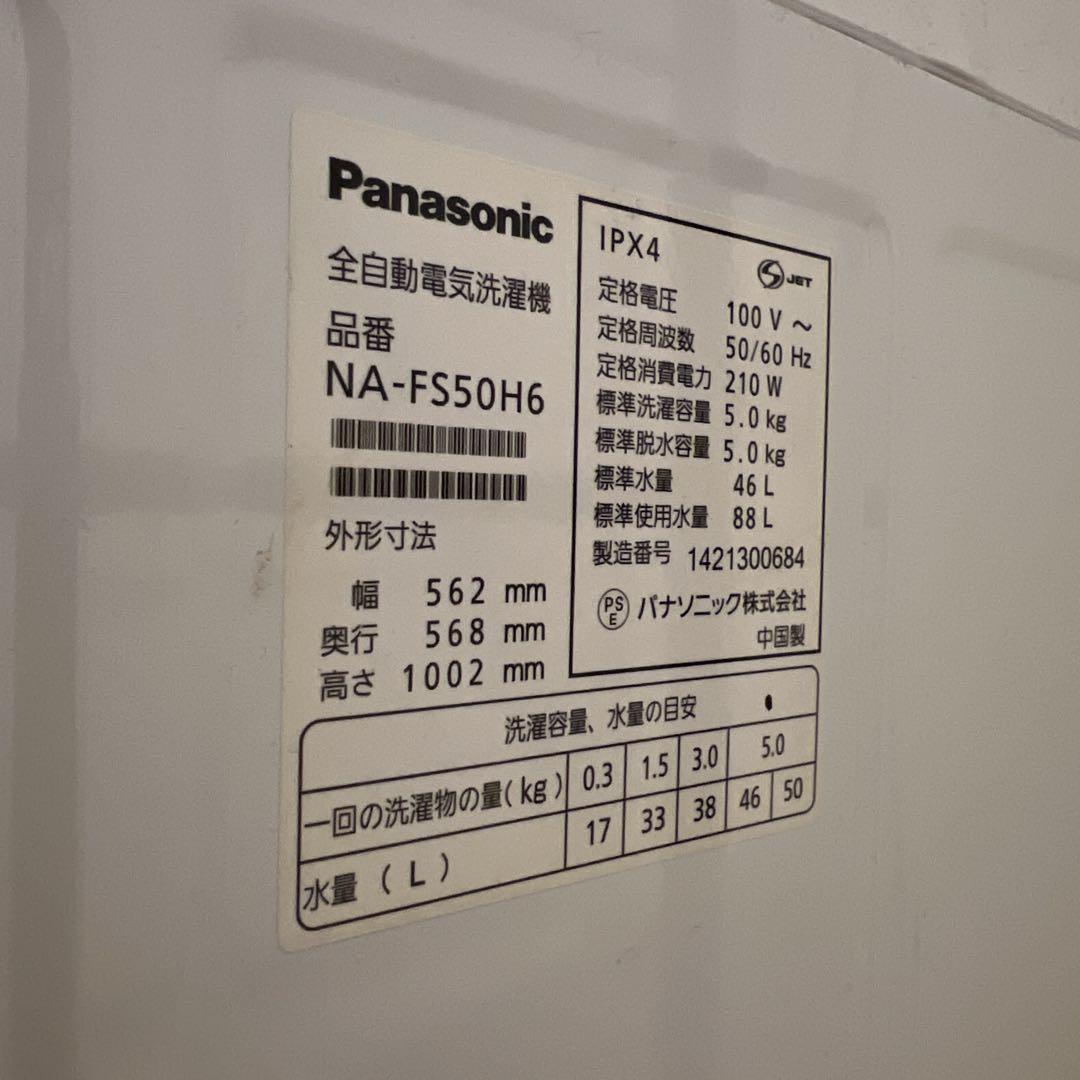 Panasonic
全自動電気洗濯機
品番
NA-FS50H6
外形寸法
幅 562 mm
奥行 568 mm
高さ 1002 mm
IPX4
JET
定格電圧 100 V ～
定格周波数 50/60 Hz
定格消費電力 210 W
標準洗濯容量 5.0 kg
標準脱水容量 5.0 kg
標準水量 46 L
標準使用水量 88 L
製造番号 1421300684
PSE パナソニック株式会社
中国製
洗濯容量、水量の目安
一回の洗濯物の量(kg) 0.3 1.5 3.0 5.0
水量 (L) 17 33 38 46 50